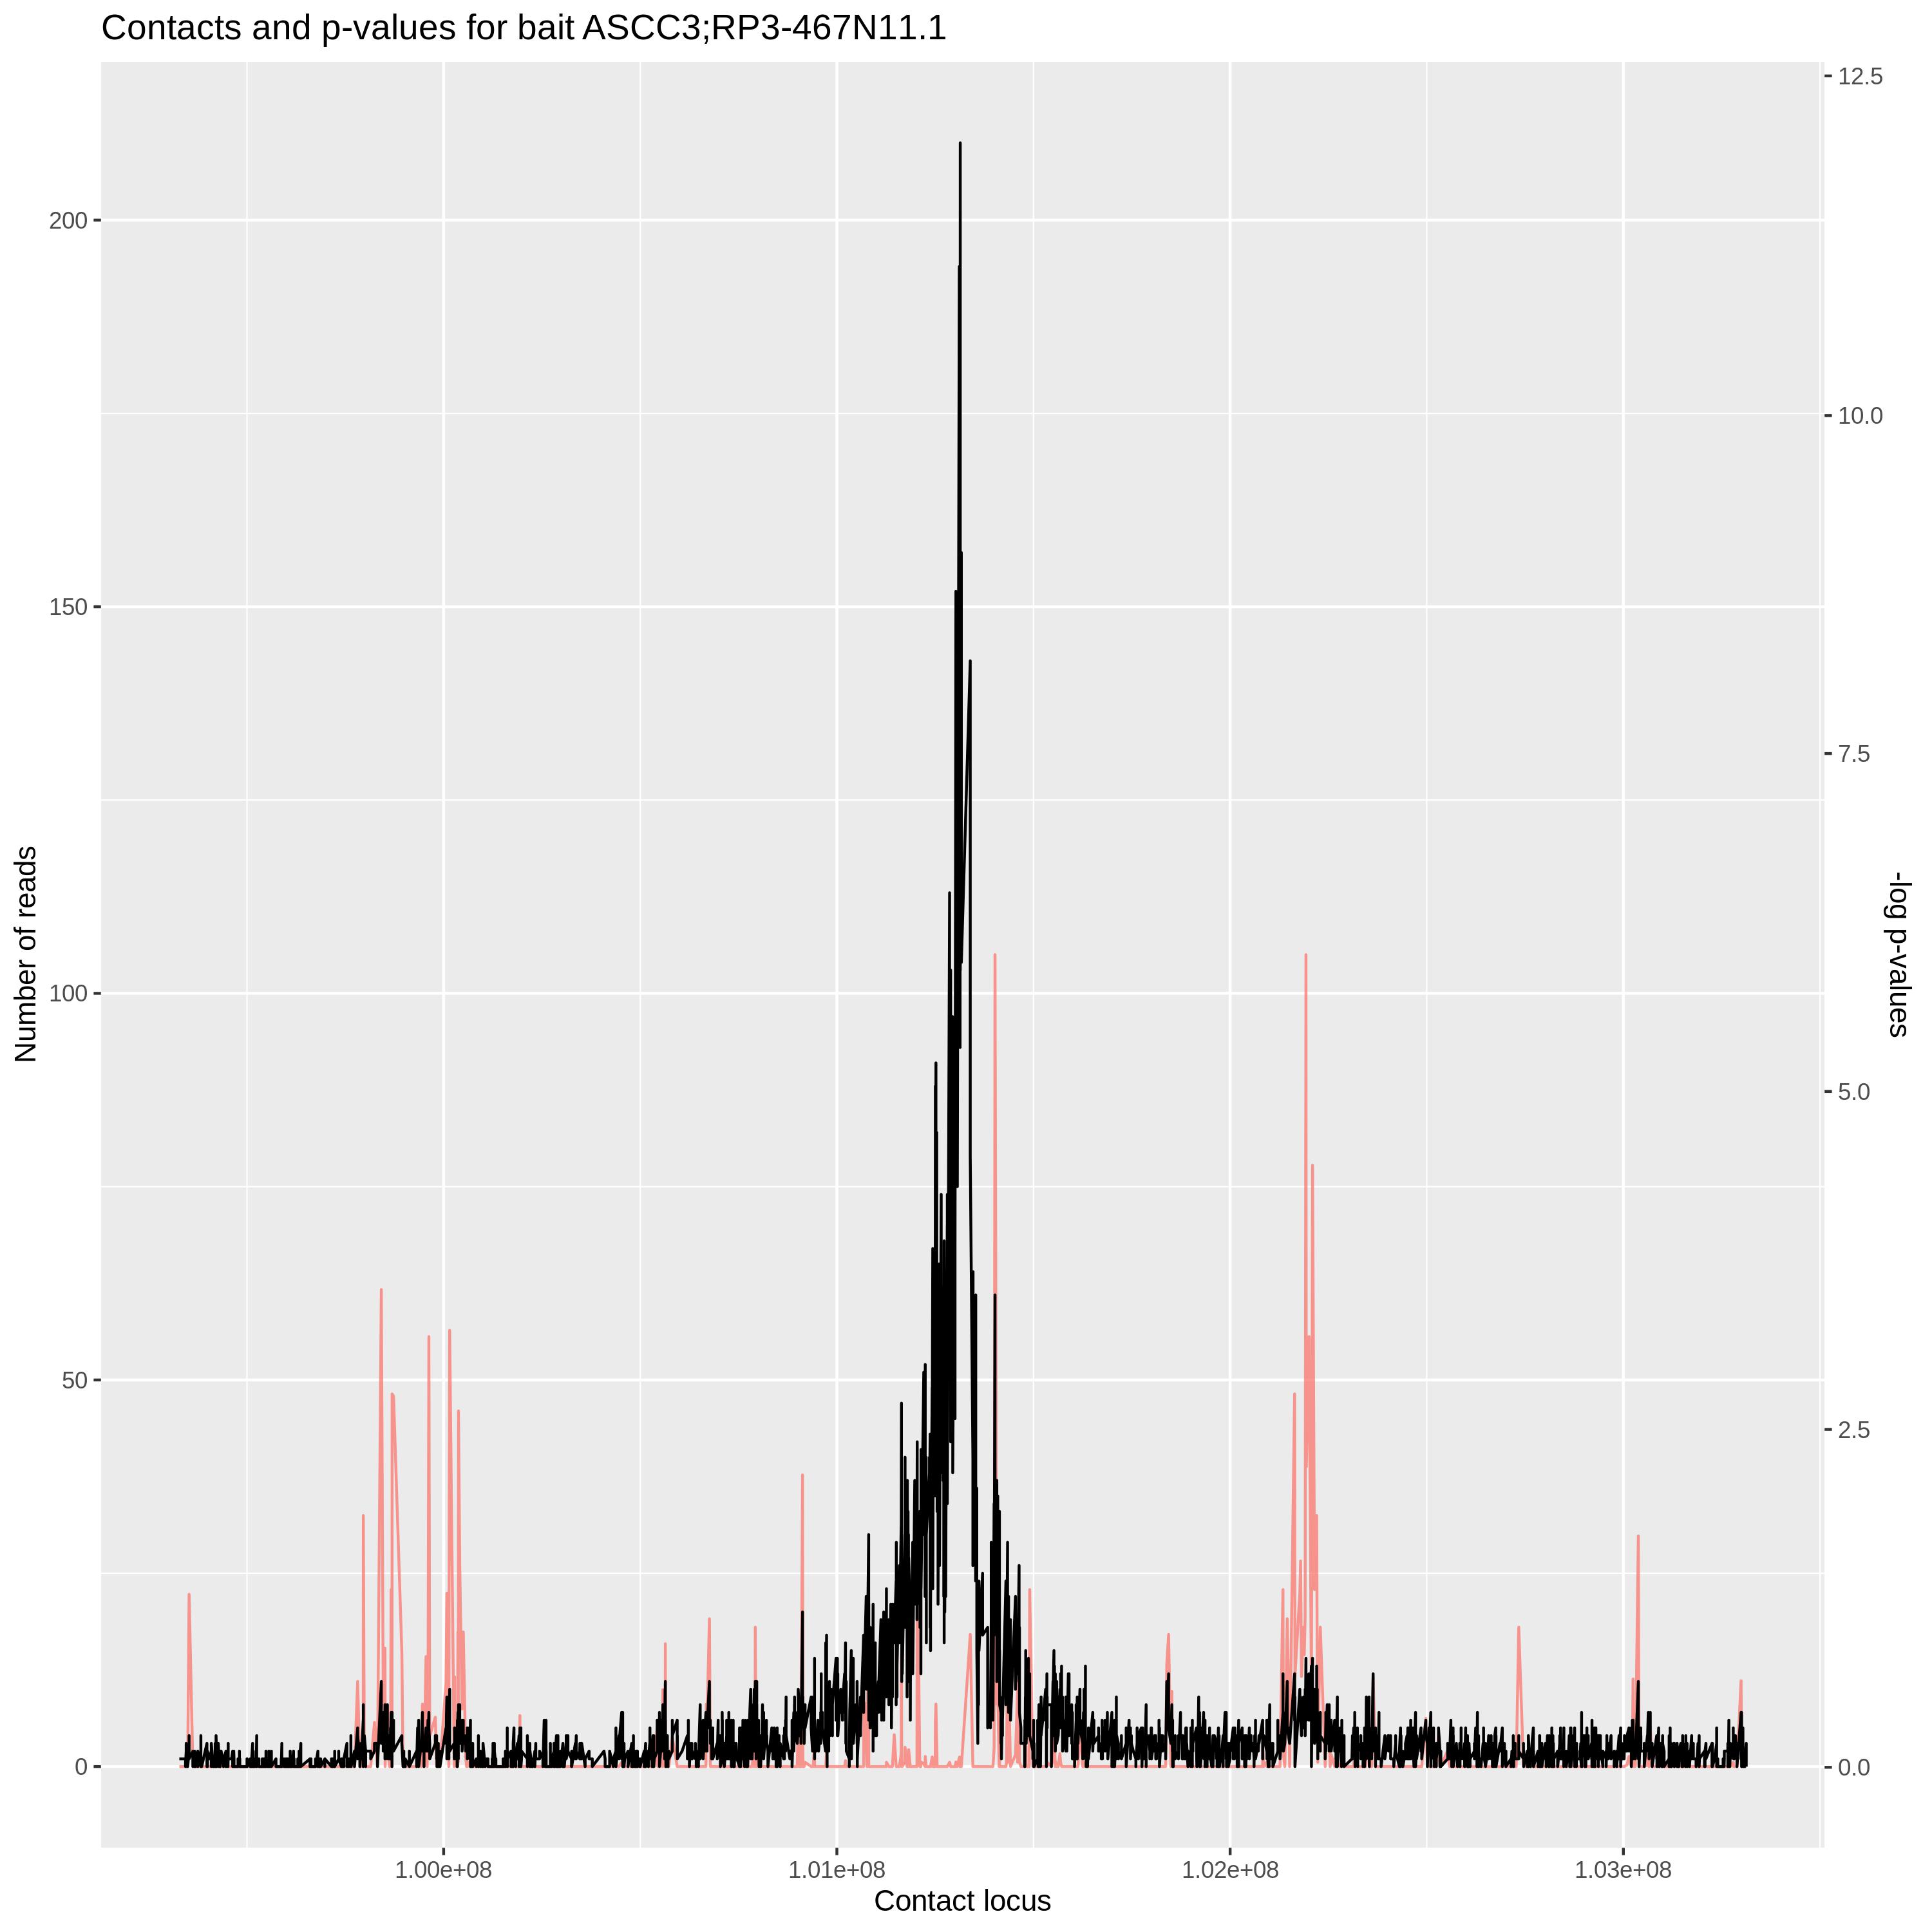 Contacts and p-values for bait ASCC3;RP3-467N11.1
12.5
200
10.0
150
7.5
Number of reads
-log p-values
100
5.0
50
2.5
0
0.0
1.00e+08
1.01e+08
1.02e+08
1.03e+08
Contact locus